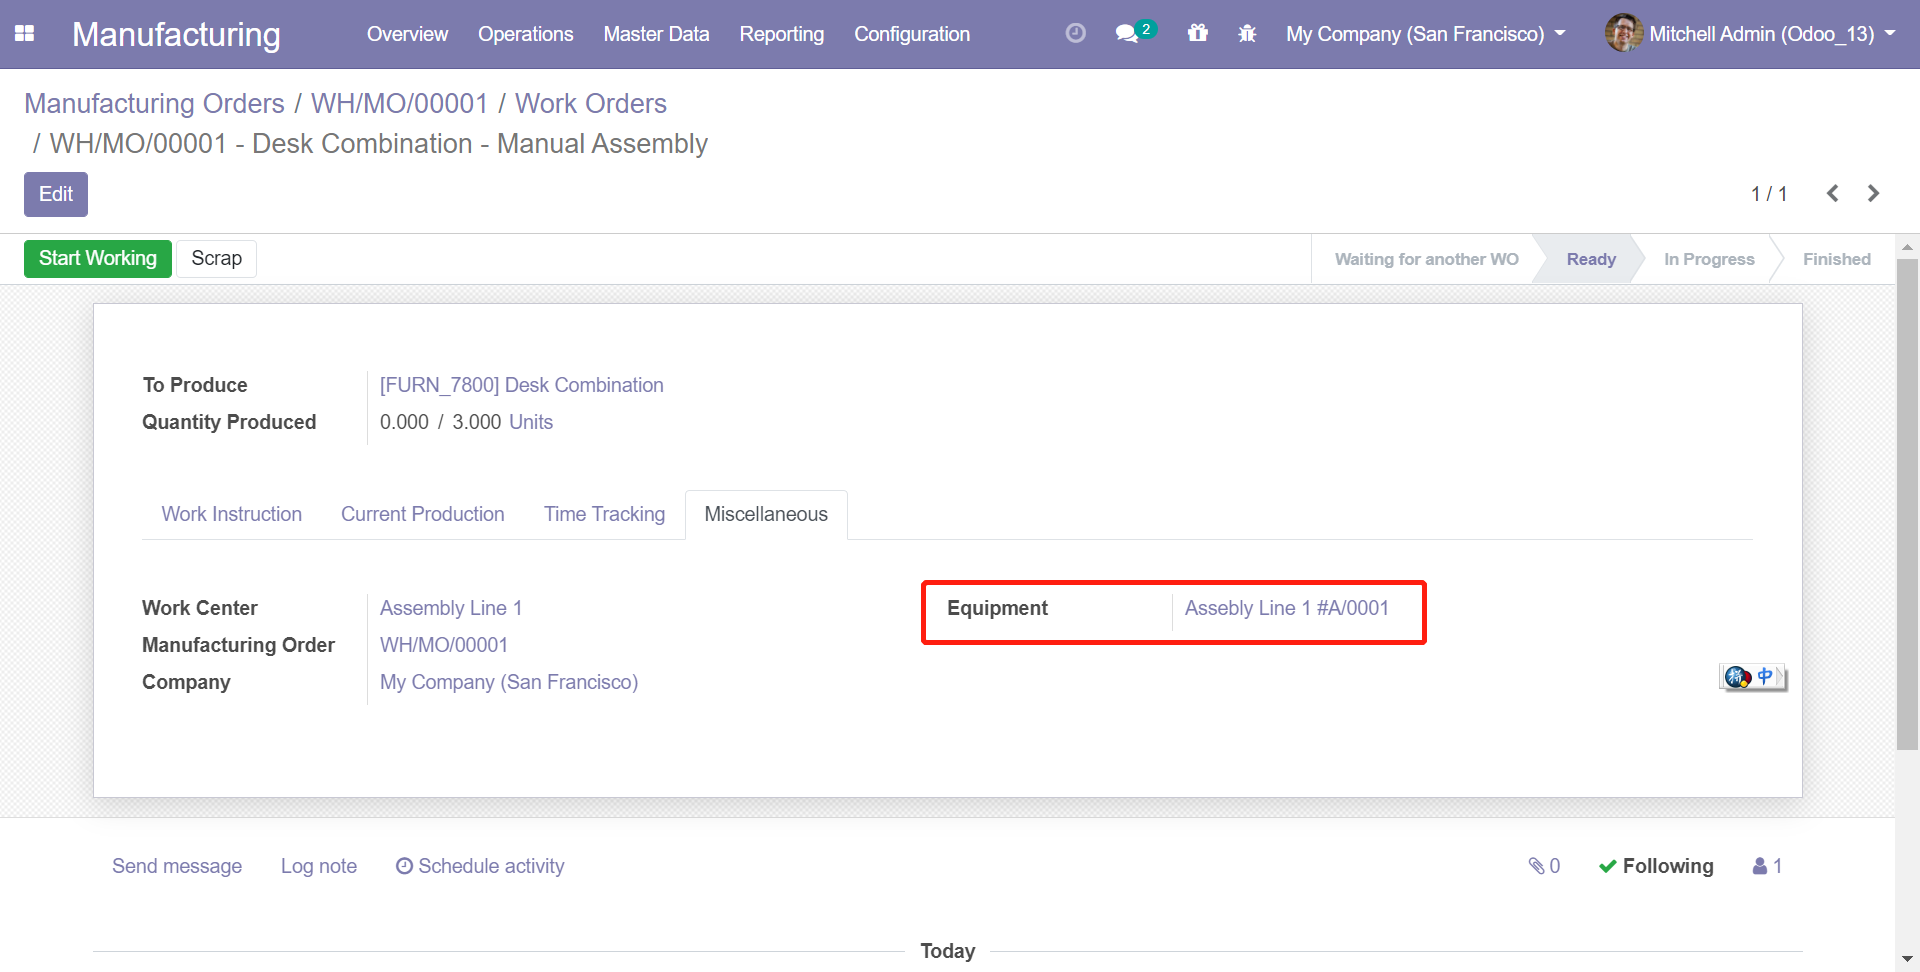 Manufacturing Overview Operations Master Data Reporting Configuration 2 My Company (San Francisco) Mitchell Admin (Odoo_13)
Manufacturing Orders / WH/MO/00001 / Work Orders
/ WH/MO/00001 - Desk Combination - Manual Assembly
Edit 1 / 1
Start Working Scrap Waiting for another WO Ready In Progress Finished
To Produce [FURN_7800] Desk Combination
Quantity Produced 0.000 / 3.000 Units
Work Instruction Current Production Time Tracking Miscellaneous
Work Center Assembly Line 1 Equipment Assebly Line 1 #A/0001
Manufacturing Order WH/MO/00001
Company My Company (San Francisco) 中
Send message Log note Schedule activity 0 Following 1
Today